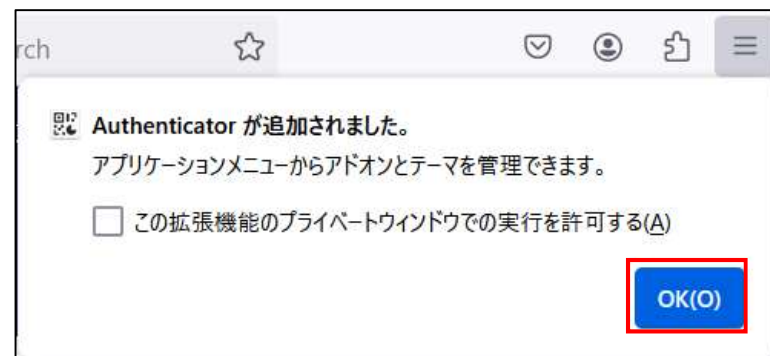 rch
Authenticator が追加されました。
アプリケーションメニューからアドオンとテーマを管理できます。
この拡張機能のプライベートウィンドウでの実行を許可する(A)
OK(O)